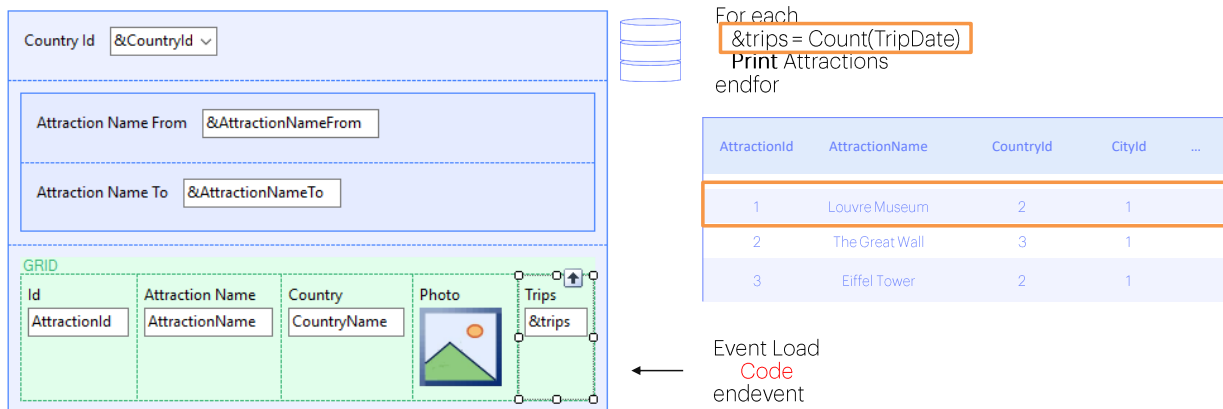 Country Id &CountryId
Attraction Name From &AttractionNameFrom
Attraction Name To &AttractionNameTo
GRID
Id Attraction Name Country Photo Trips
AttractionId AttractionName CountryName &trips
For each
&trips = Count(TripDate)
Print Attractions
endfor
AttractionId AttractionName CountryId CityId ...
1 Louvre Museum 2 1
2 The Great Wall 3 1
3 Eiffel Tower 2 1
Event Load
Code
endevent